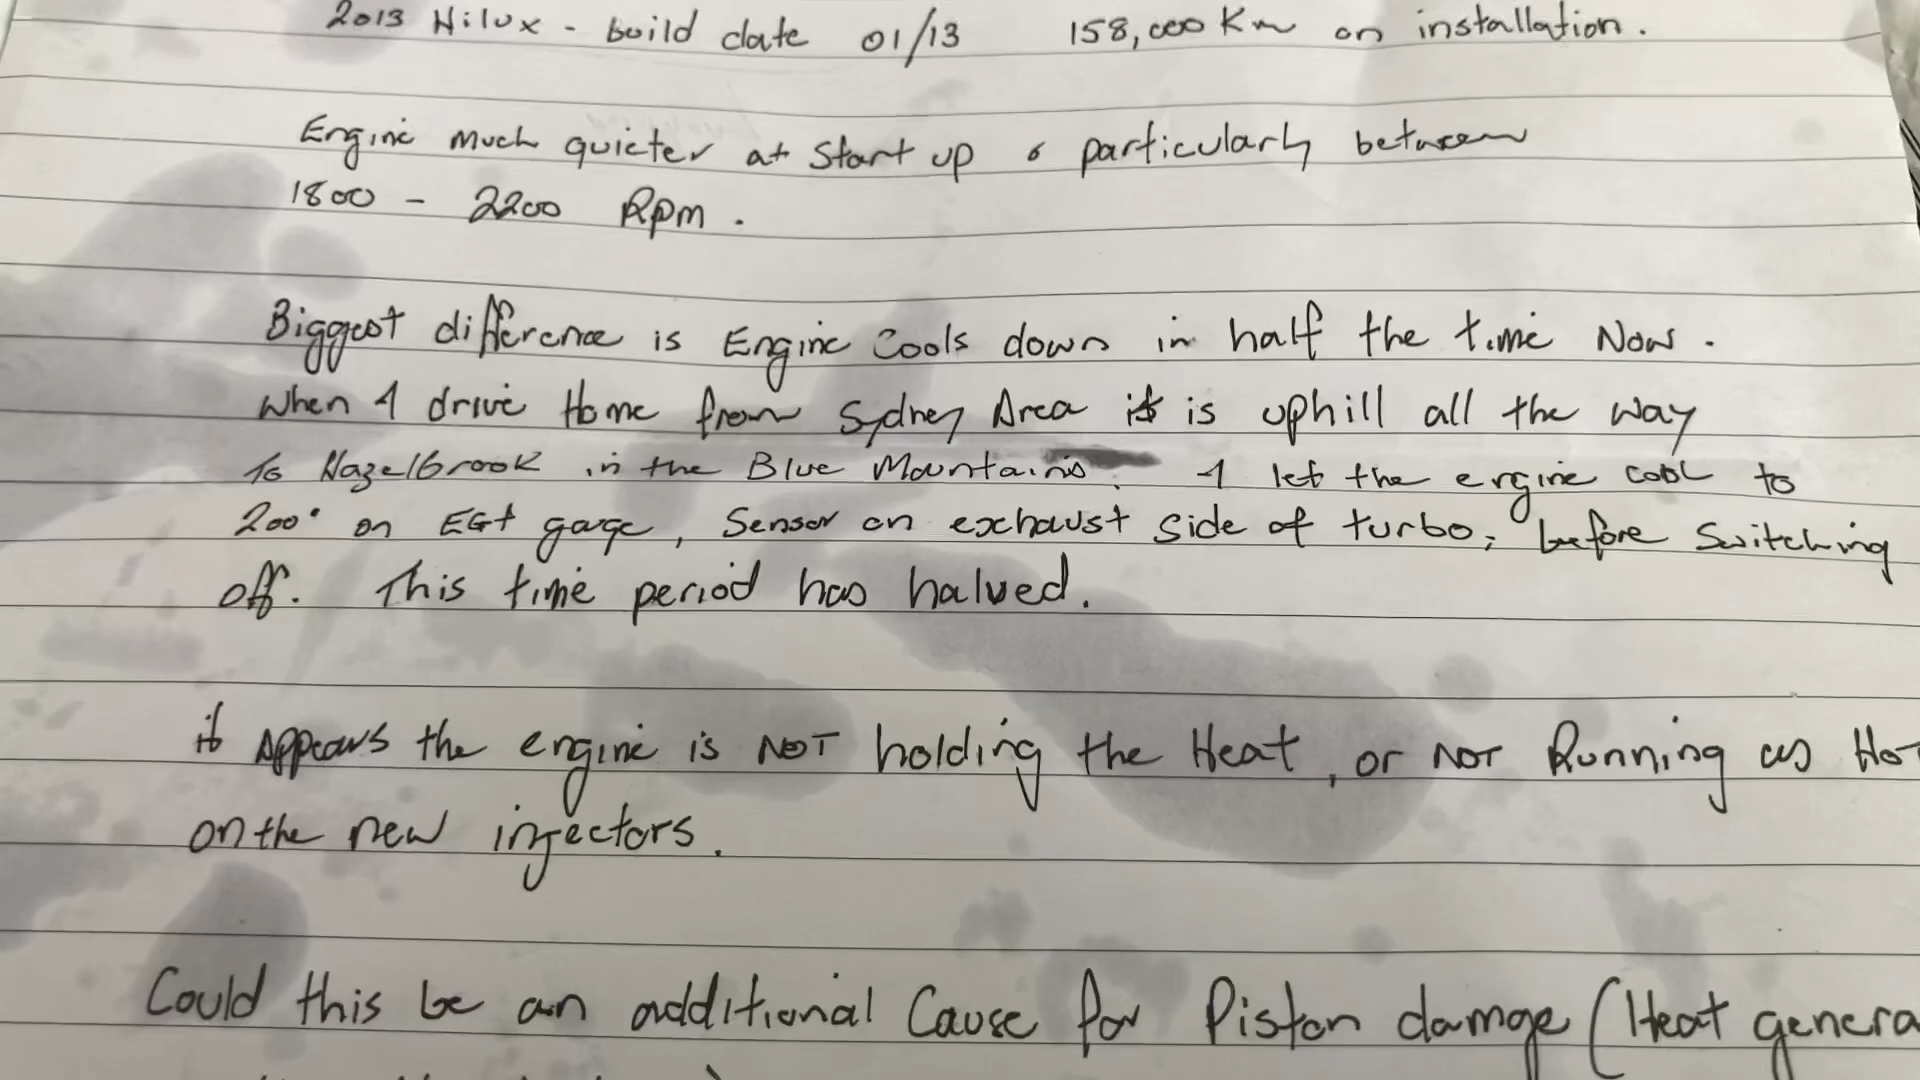 2013 Hilux - build date 01/13 158,000 Km on installation.
Engine much quieter at start up & particularly between
1800 - 2200 Rpm.
Biggest difference is Engine Cools down in half the time Now.
When I drive Home from Sydney Area it is uphill all the way
to Hazelbrook in the Blue Mountains. I let the engine cool to
200° on EGT gage, Sensor on exhaust side of turbo, before Switching
off. This time period has halved.
it Appears the engine is NOT holding the Heat, or NOT Running as Hot
on the new injectors.
Could this be an additional Cause for Piston damage (Heat genera